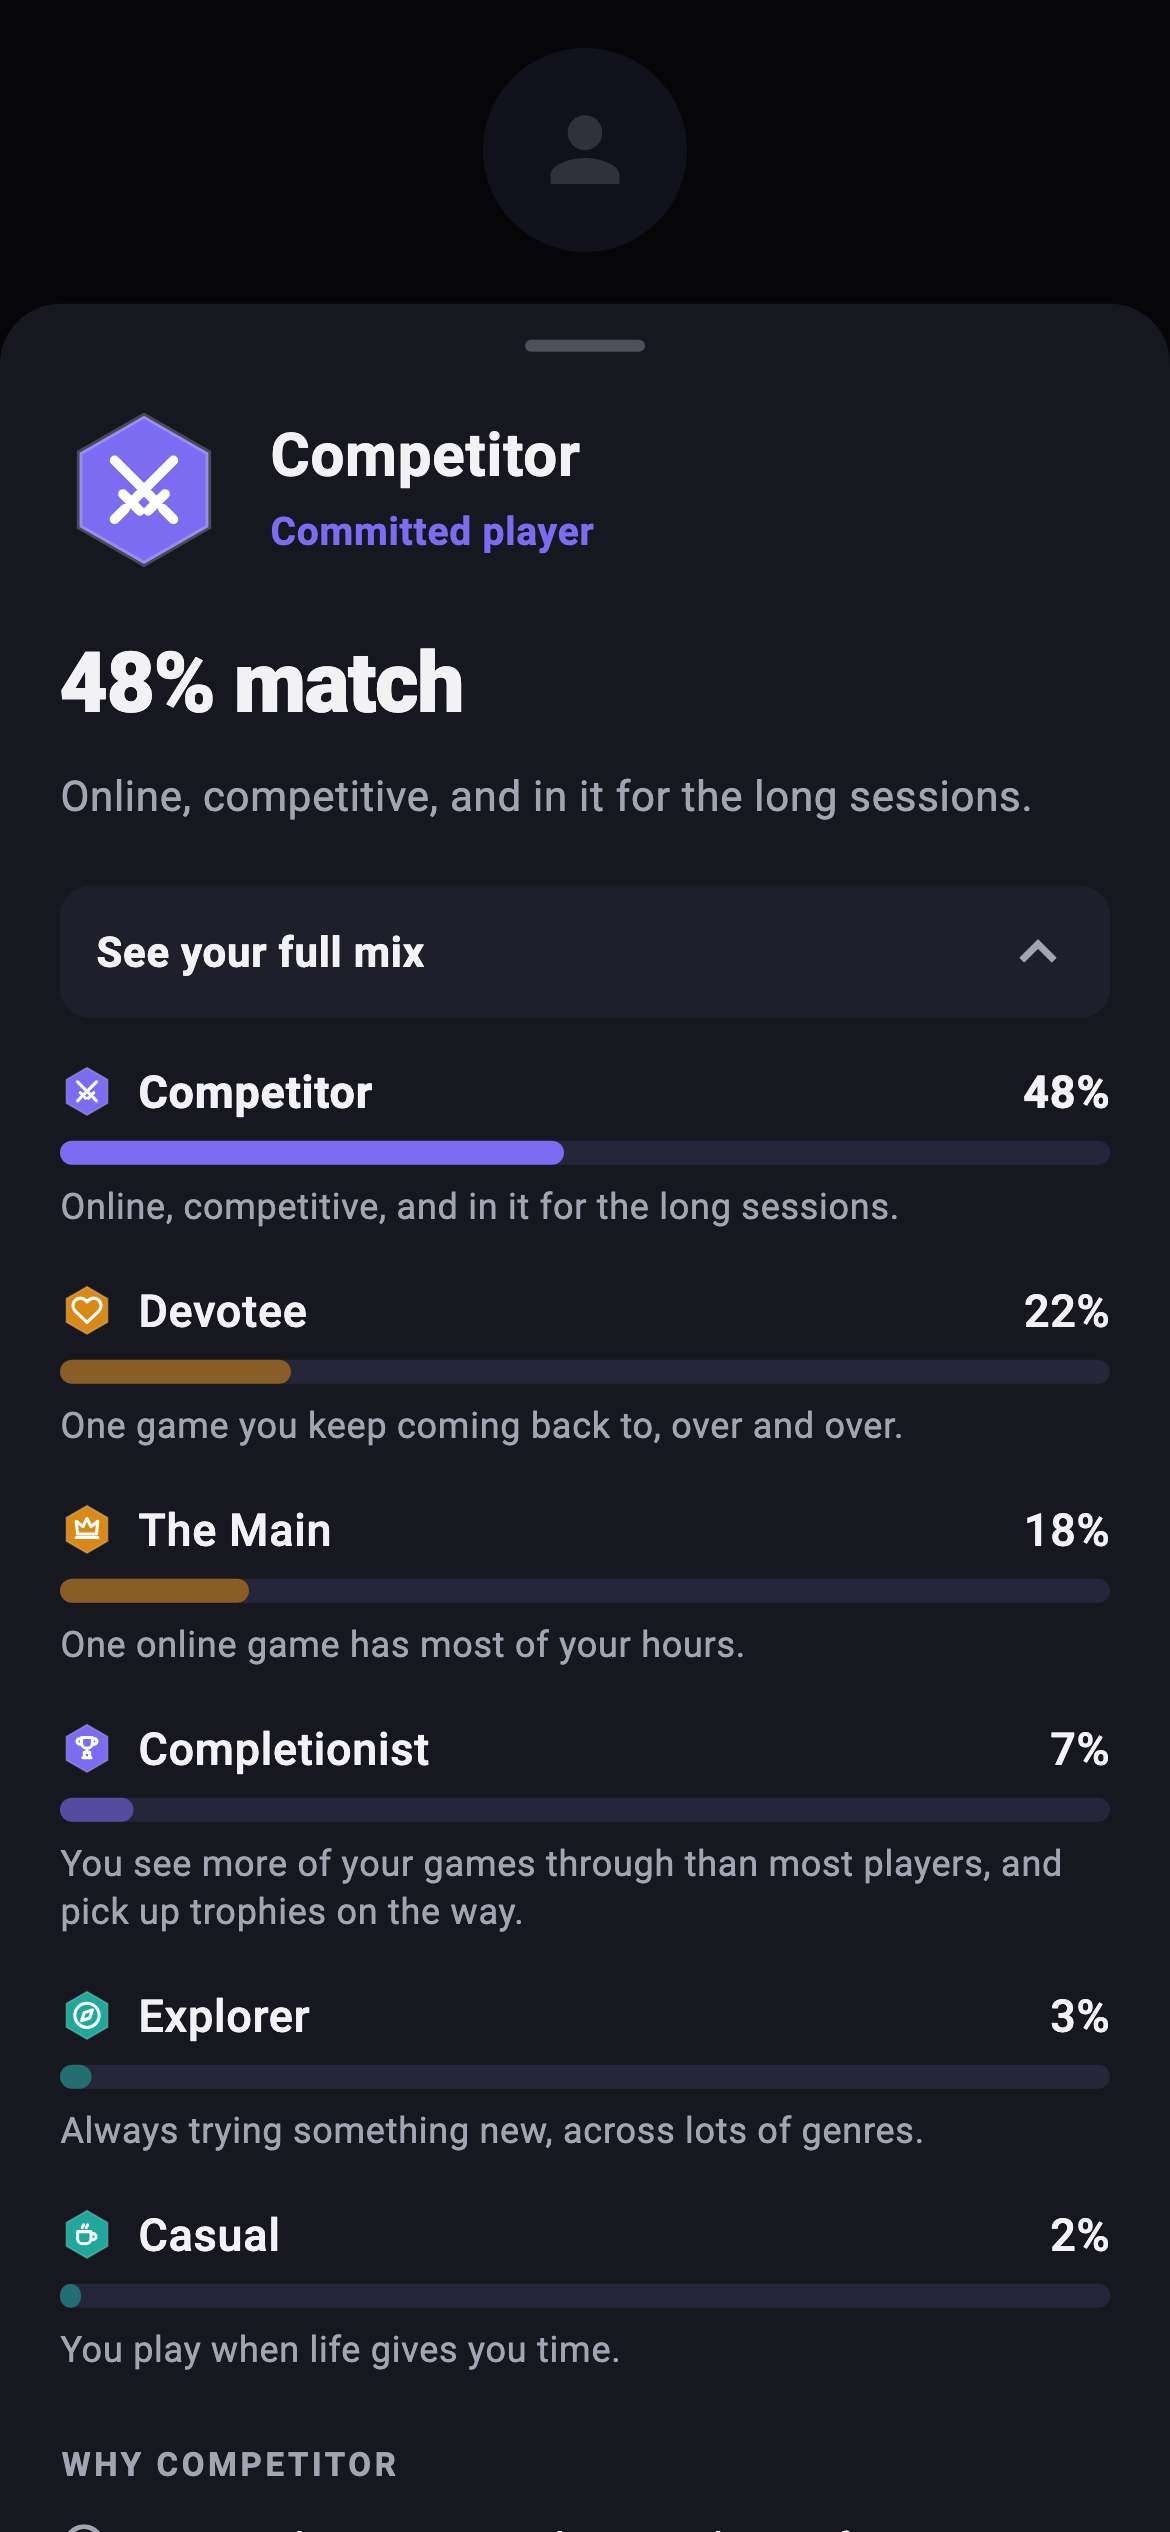 Competitor
Committed player
48% match
Online, competitive, and in it for the long sessions.
See your full mix
Competitor 48%
Online, competitive, and in it for the long sessions.
Devotee 22%
One game you keep coming back to, over and over.
The Main 18%
One online game has most of your hours.
Completionist 7%
You see more of your games through than most players, and
pick up trophies on the way.
Explorer 3%
Always trying something new, across lots of genres.
Casual 2%
You play when life gives you time.
WHY COMPETITOR